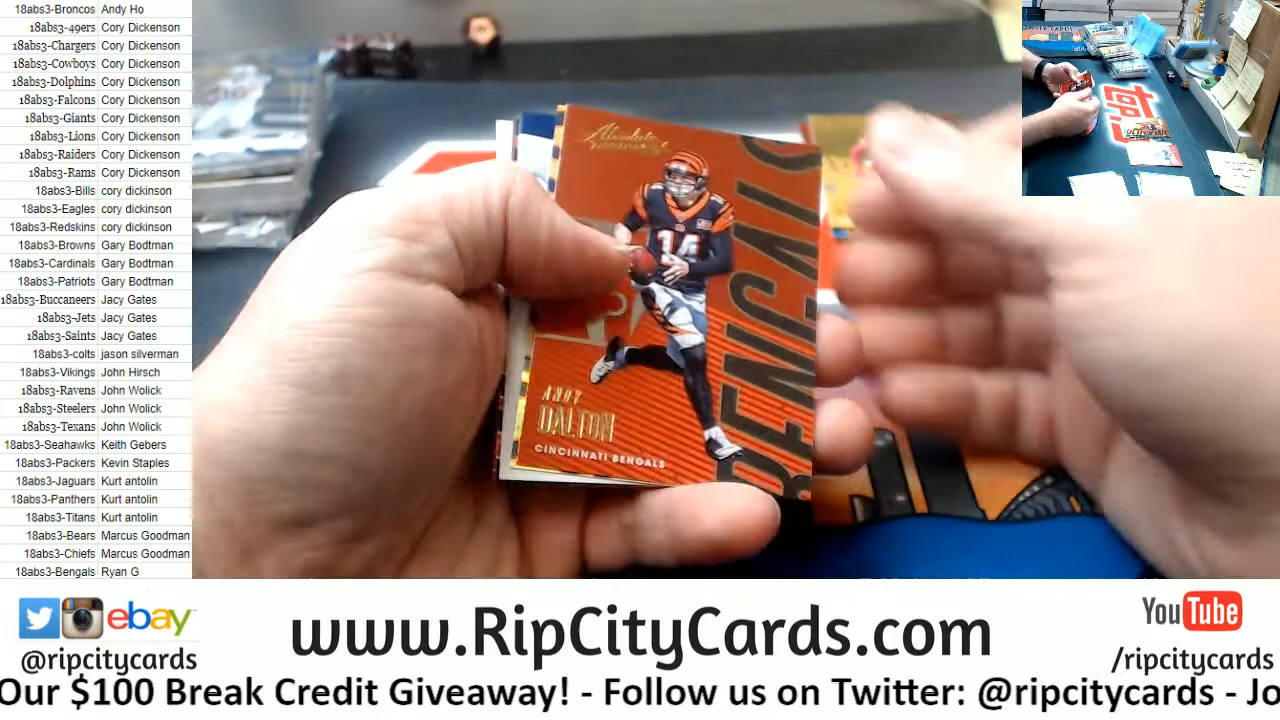 18abs3-Broncos Andy Ho
18abs3-49ers Cory Dickenson
18abs3-Chargers Cory Dickenson
18abs3-Cowboys Cory Dickenson
18abs3-Dolphins Cory Dickenson
18abs3-Falcons Cory Dickenson
18abs3-Giants Cory Dickenson
18abs3-Lions Cory Dickenson
18abs3-Raiders Cory Dickenson
18abs3-Rams Cory Dickenson
18abs3-Bills cory dickinson
18abs3-Eagles cory dickinson
18abs3-Redskins cory dickinson
18abs3-Browns Gary Bodtman
18abs3-Cardinals Gary Bodtman
18abs3-Patriots Gary Bodtman
18abs3-Buccaneers Jacy Gates
18abs3-Jets Jacy Gates
18abs3-Saints Jacy Gates
18abs3-colts jason silverman
18abs3-Vikings John Hirsch
18abs3-Ravens John Wolick
18abs3-Steelers John Wolick
18abs3-Texans John Wolick
18abs3-Seahawks Keith Gebers
18abs3-Packers Kevin Staples
18abs3-Jaguars Kurt antolin
18abs3-Panthers Kurt antolin
18abs3-Titans Kurt antolin
18abs3-Bears Marcus Goodman
18abs3-Chiefs Marcus Goodman
18abs3-Bengals Ryan G
Absolute
14
BENGALS
ANDY
DALTON
CINCINNATI BENGALS
ebay
@ripcitycards
www.RipCityCards.com
YouTube
/ripcitycards
Our $100 Break Credit Giveaway! - Follow us on Twitter: @ripcitycards - Jo